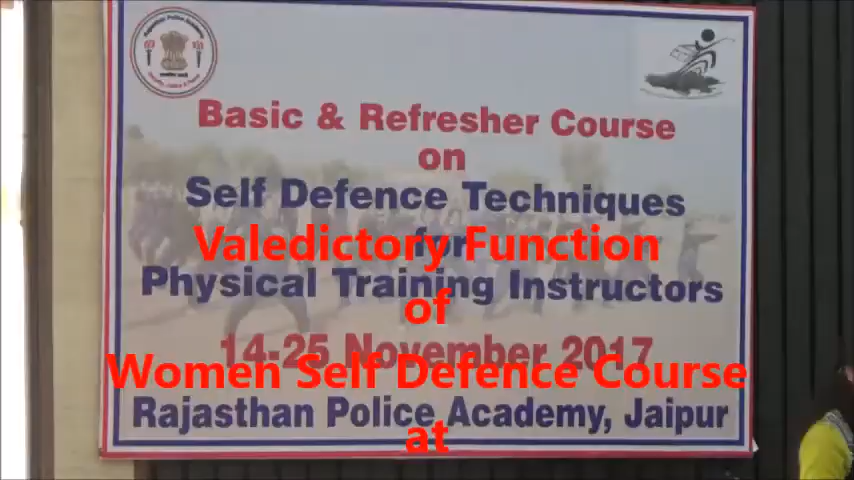 Basic & Refresher Course
on
Self Defence Techniques
for
Physical Training Instructors
14-25 November 2017
Rajasthan Police Academy, Jaipur
Valedictory Function
of
Women Self Defence Course
at